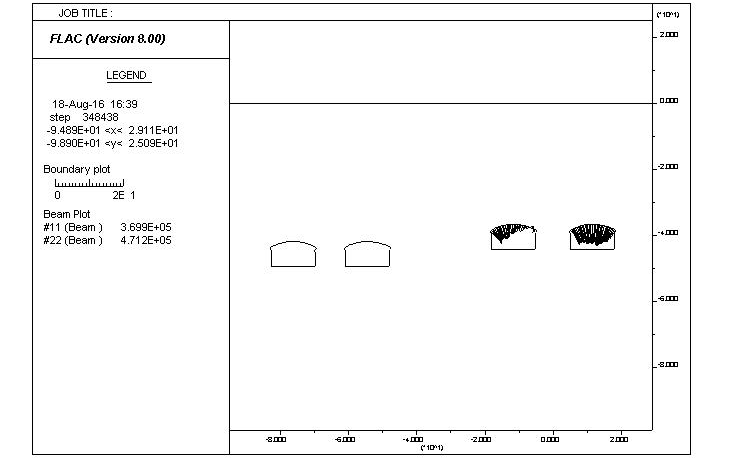 JOB TITLE :
FLAC (Version 8.00)
LEGEND
18-Aug-16 16:39
step 348438
-9.489E+01 <x< 2.911E+01
-9.890E+01 <y< 2.509E+01
Boundary plot
0 2E 1
Beam Plot
#11 (Beam ) 3.699E+05
#22 (Beam ) 4.712E+05
(*10^1)
2.000
0.000
-2.000
-4.000
-6.000
-8.000
-8.000 -6.000 -4.000 -2.000 0.000 2.000
(*10^1)